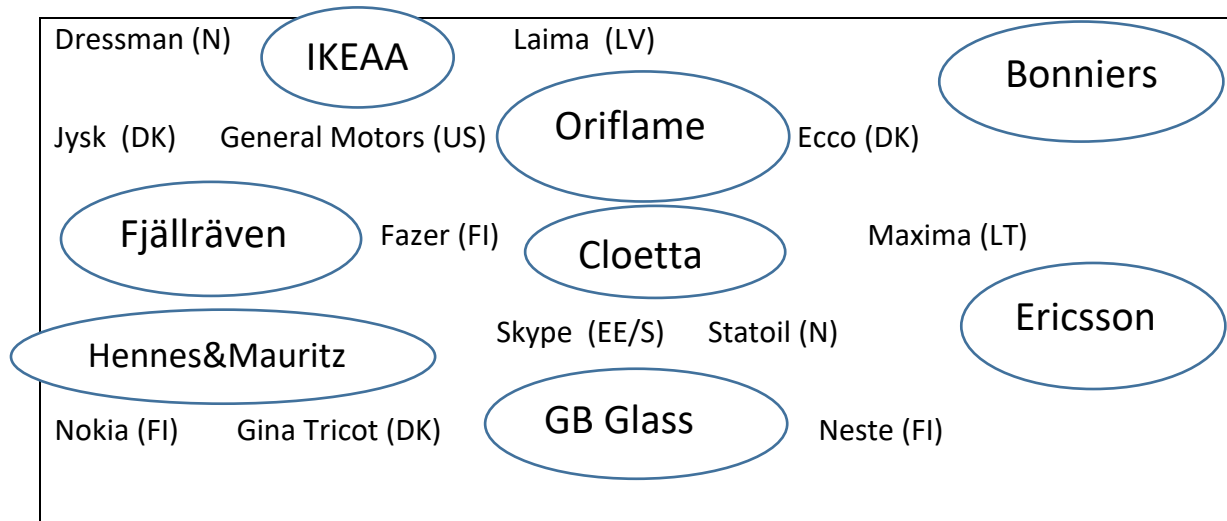 Dressman (N) IKEAA Laima (LV) Bonniers
Jysk (DK) General Motors (US) Oriflame Ecco (DK)
Fjällräven Fazer (FI) Cloetta Maxima (LT)
Hennes&Mauritz Skype (EE/S) Statoil (N) Ericsson
Nokia (FI) Gina Tricot (DK) GB Glass Neste (FI)